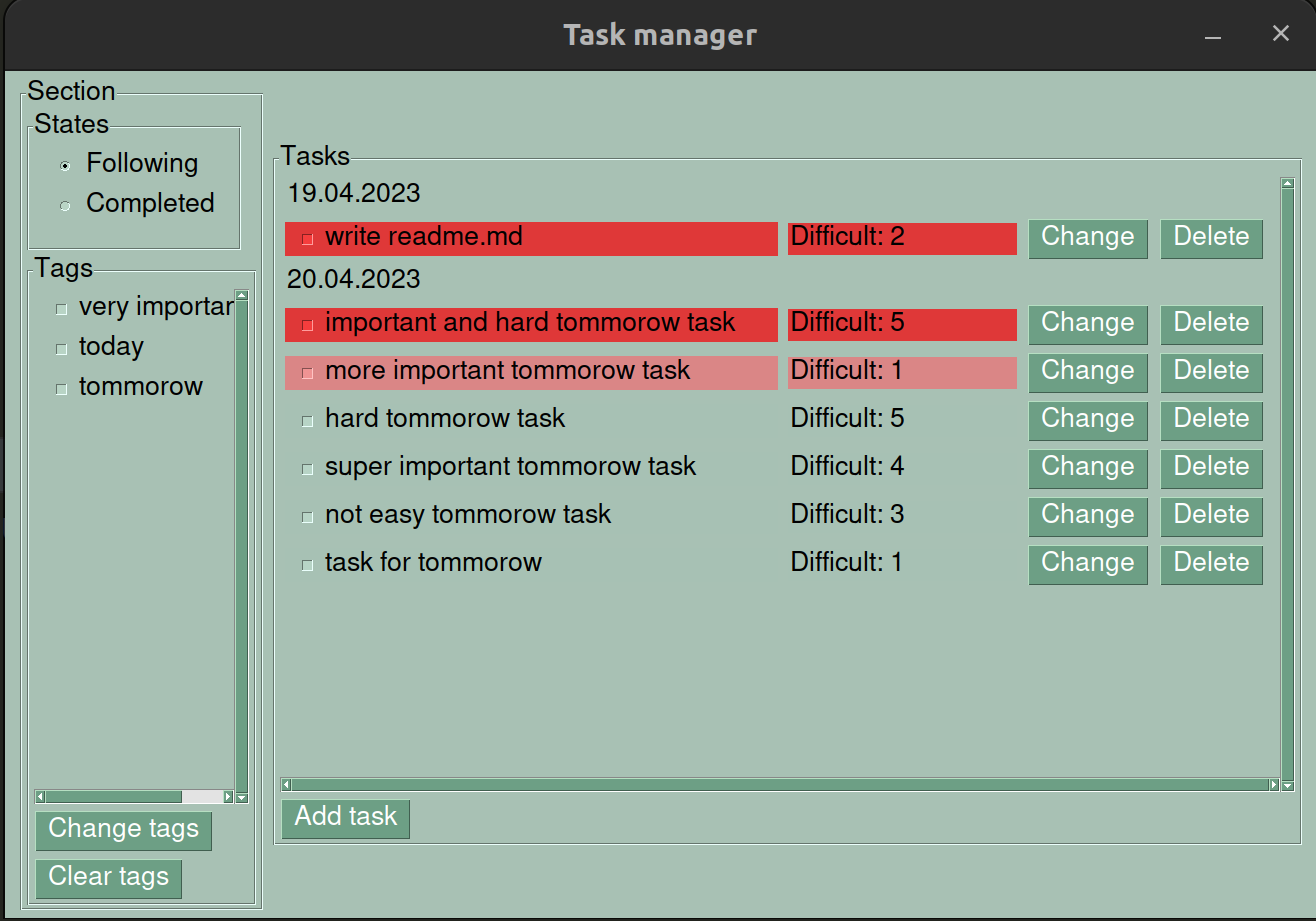 Task manager
Section
States
Following
Completed
Tags
very importar
today
tommorow
Change tags
Clear tags
Tasks
19.04.2023
write readme.md Difficult: 2 Change Delete
20.04.2023
important and hard tommorow task Difficult: 5 Change Delete
more important tommorow task Difficult: 1 Change Delete
hard tommorow task Difficult: 5 Change Delete
super important tommorow task Difficult: 4 Change Delete
not easy tommorow task Difficult: 3 Change Delete
task for tommorow Difficult: 1 Change Delete
Add task